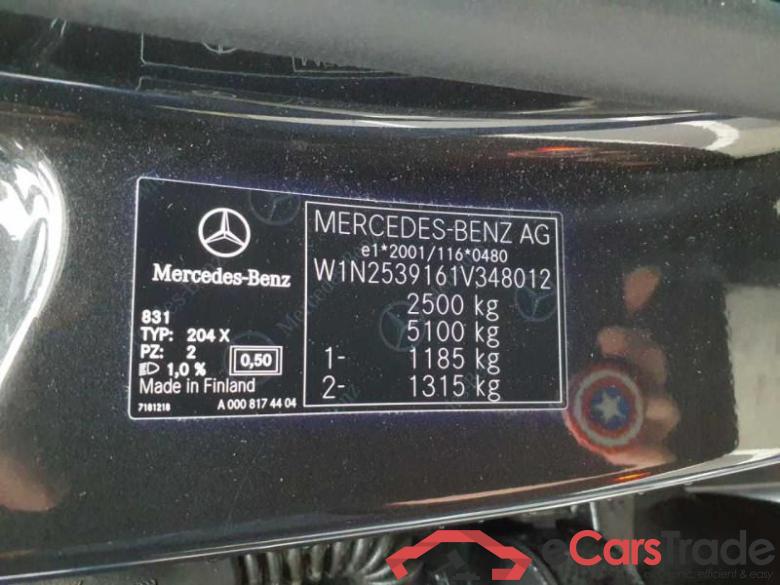 Mercedes-Benz
831
TYP: 204 X
PZ: 2
1,0 %
0,50
Made in Finland
7181218
A 000 817 44 04
MERCEDES-BENZ AG
e1*2001/116*0480
W1N2539161V348012
2500 kg
5100 kg
1- 1185 kg
2- 1315 kg
eCarsTrade
efficient & easy